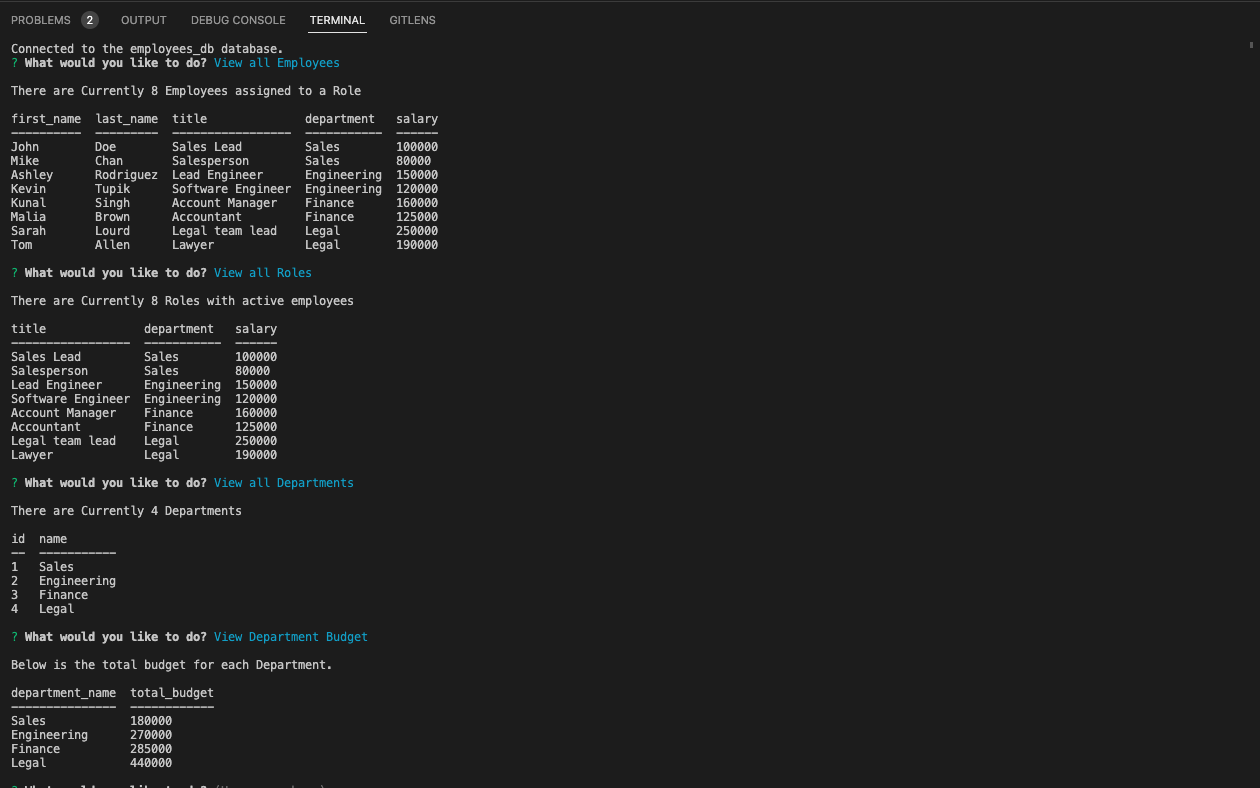 PROBLEMS 2 OUTPUT DEBUG CONSOLE TERMINAL GITLENS
Connected to the employees_db database.
? What would you like to do? View all Employees
There are Currently 8 Employees assigned to a Role
first_name last_name title department salary
John Doe Sales Lead Sales 100000
Mike Chan Salesperson Sales 80000
Ashley Rodriguez Lead Engineer Engineering 150000
Kevin Tupik Software Engineer Engineering 120000
Kunal Singh Account Manager Finance 160000
Malia Brown Accountant Finance 125000
Sarah Lourd Legal team lead Legal 250000
Tom Allen Lawyer Legal 190000
? What would you like to do? View all Roles
There are Currently 8 Roles with active employees
title department salary
Sales Lead Sales 100000
Salesperson Sales 80000
Lead Engineer Engineering 150000
Software Engineer Engineering 120000
Account Manager Finance 160000
Accountant Finance 125000
Legal team lead Legal 250000
Lawyer Legal 190000
? What would you like to do? View all Departments
There are Currently 4 Departments
id name
1 Sales
2 Engineering
3 Finance
4 Legal
? What would you like to do? View Department Budget
Below is the total budget for each Department.
department_name total_budget
Sales 180000
Engineering 270000
Finance 285000
Legal 440000